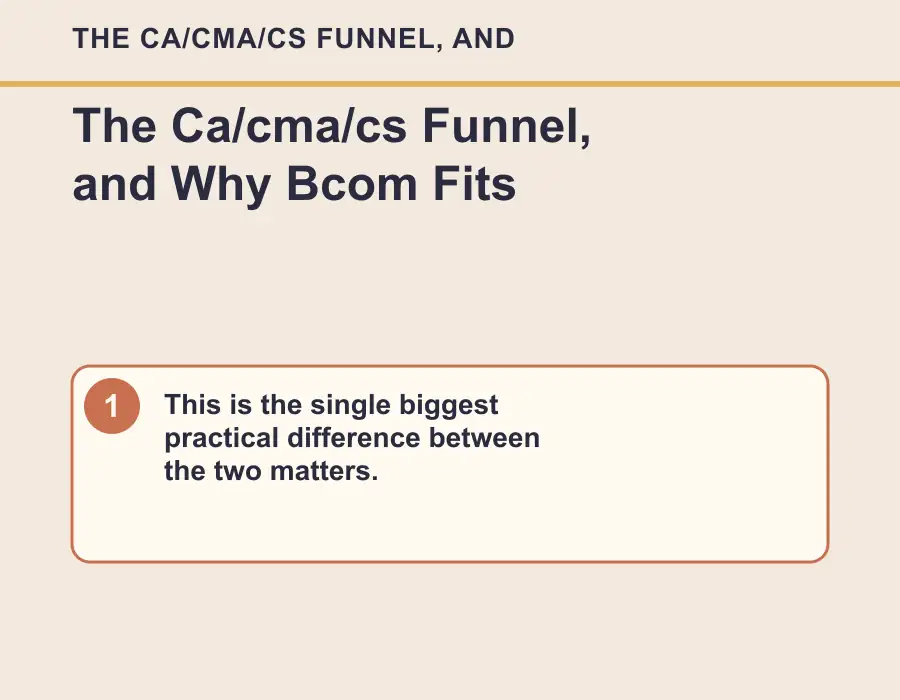 THE CA/CMA/CS FUNNEL, AND
The Ca/cma/cs Funnel,
and Why Bcom Fits
1
This is the single biggest
practical difference between
the two matters.